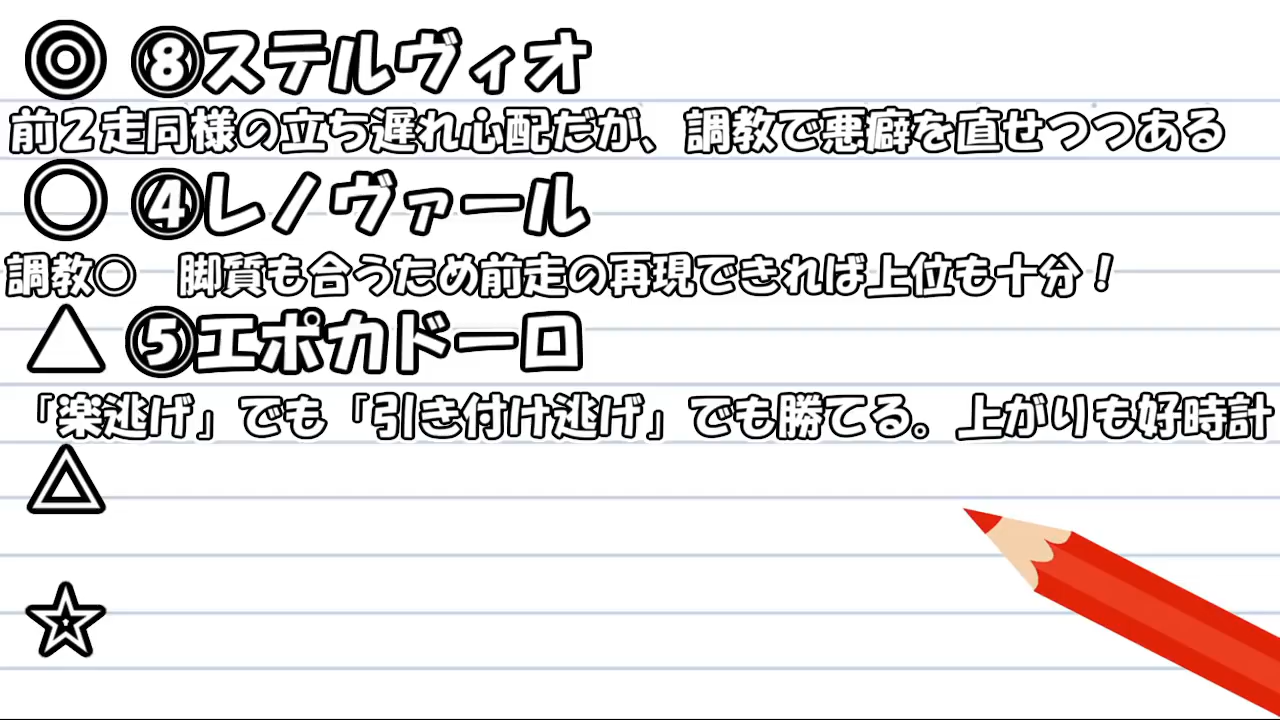 ◎ ⑧ステルヴィオ
前２走同様の立ち遅れ心配だが、調教で悪癖を直せつつある
○ ④レノヴァール
調教○　脚質も合うため前走の再現できれば上位も十分！
△ ⑤エポカドーロ
「楽逃げ」でも「引き付け逃げ」でも勝てる。上がりも好時計
△
☆